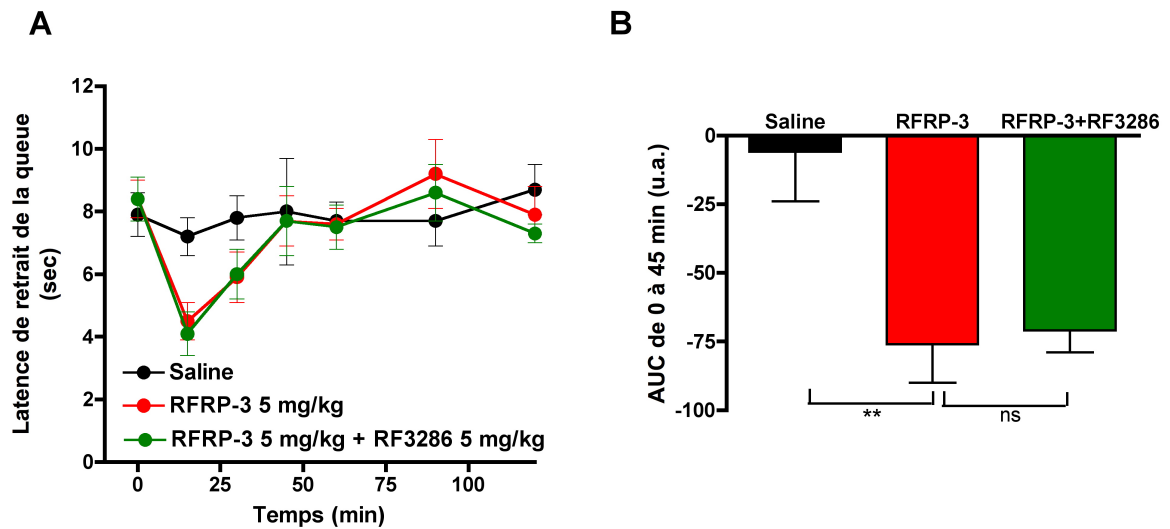 A
12
10
8
6
4
2
0
Latence de retrait de la queue
(sec)
Saline
RFRP-3 5 mg/kg
RFRP-3 5 mg/kg + RF3286 5 mg/kg
0
25
50
75
100
Temps (min)
B
Saline
RFRP-3
RFRP-3+RF3286
0
-25
-50
-75
-100
AUC de 0 à 45 min (u.a.)
**
ns